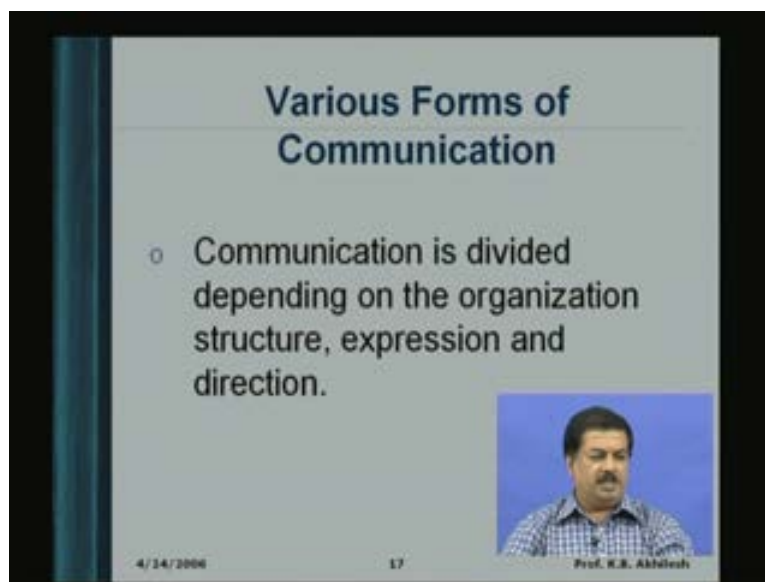 Various Forms of
Communication
o Communication is divided
depending on the organization
structure, expression and
direction.
4/24/2006 17 Prof. K.B. Akhilesh